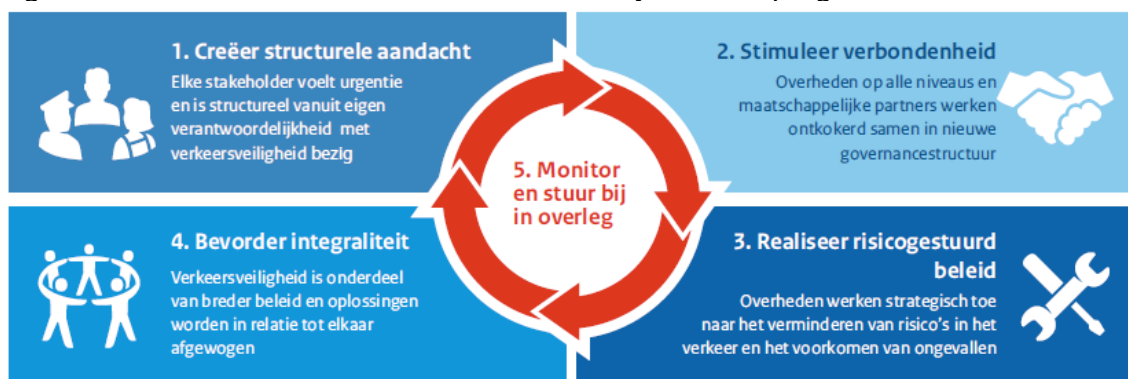 1. Creëer structurele aandacht
Elke stakeholder voelt urgentie
en is structureel vanuit eigen
verantwoordelijkheid met
verkeersveiligheid bezig
2. Stimuleer verbondenheid
Overheden op alle niveaus en
maatschappelijke partners werken
ontkokerd samen in nieuwe
governancestructuur
5. Monitor
en stuur bij
in overleg
4. Bevorder integraliteit
Verkeersveiligheid is onderdeel
van breder beleid en oplossingen
worden in relatie tot elkaar
afgewogen
3. Realiseer risicogestuurd
beleid
Overheden werken strategisch toe
naar het verminderen van risico's in het
verkeer en het voorkomen van ongevallen